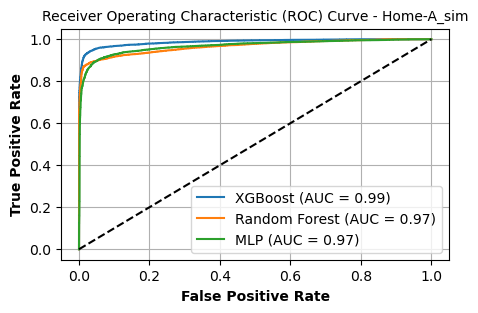 Receiver Operating Characteristic (ROC) Curve - Home-A_sim
True Positive Rate
1.0
0.8
0.6
0.4
0.2
0.0
XGBoost (AUC = 0.99)
Random Forest (AUC = 0.97)
MLP (AUC = 0.97)
0.0 0.2 0.4 0.6 0.8 1.0
False Positive Rate